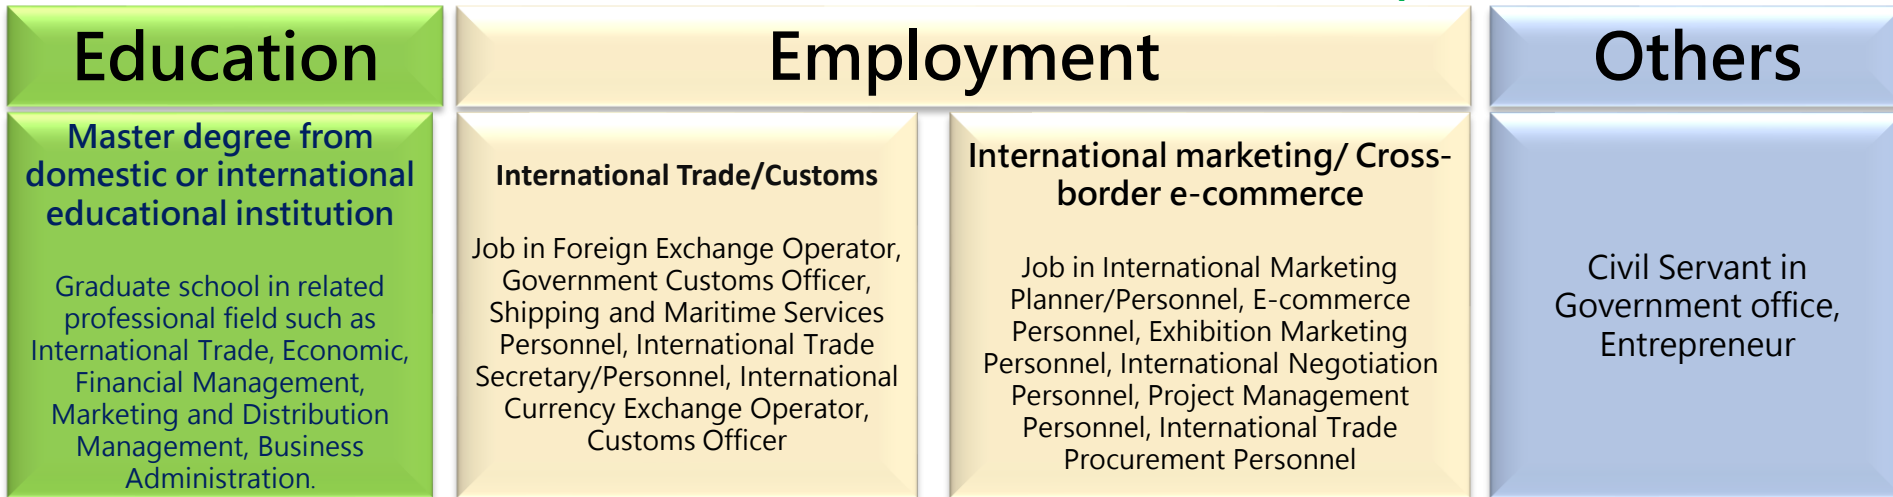 Education
Employment
Others
Master degree from
domestic or international
educational institution
Graduate school in related
professional field such as
International Trade, Economic,
Financial Management,
Marketing and Distribution
Management, Business
Administration.
International Trade/Customs
Job in Foreign Exchange Operator,
Government Customs Officer,
Shipping and Maritime Services
Personnel, International Trade
Secretary/Personnel, International
Currency Exchange Operator,
Customs Officer
International marketing/ Cross-
border e-commerce
Job in International Marketing
Planner/Personnel, E-commerce
Personnel, Exhibition Marketing
Personnel, International Negotiation
Personnel, Project Management
Personnel, International Trade
Procurement Personnel
Civil Servant in
Government office,
Entrepreneur